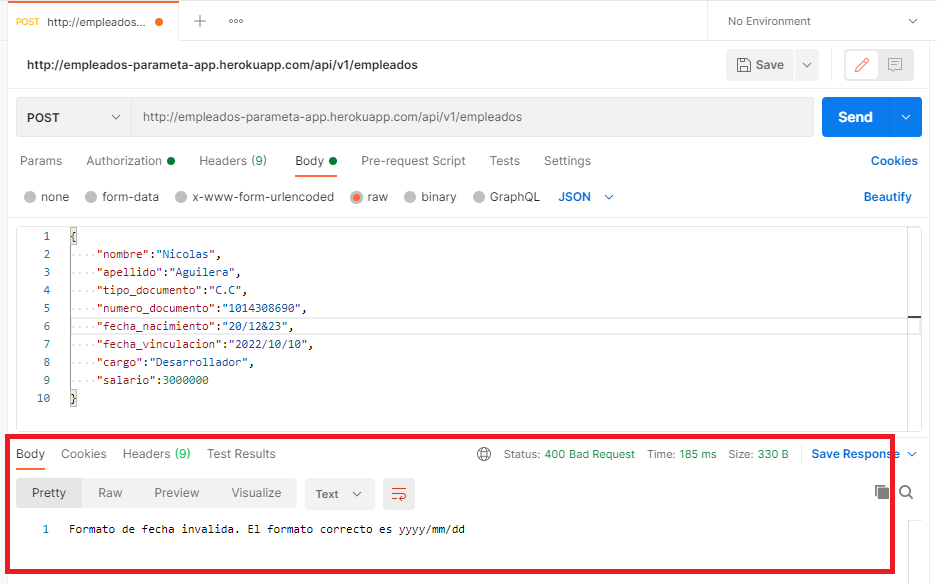 POST http://empleados... No Environment
http://empleados-parameta-app.herokuapp.com/api/v1/empleados Save
POST http://empleados-parameta-app.herokuapp.com/api/v1/empleados Send
Params Authorization Headers (9) Body Pre-request Script Tests Settings Cookies
none form-data x-www-form-urlencoded raw binary GraphQL JSON Beautify
1 {
2 "nombre":"Nicolas",
3 "apellido":"Aguilera",
4 "tipo_documento":"C.C",
5 "numero_documento":"1014308690",
6 "fecha_nacimiento":"20/12&23",
7 "fecha_vinculacion":"2022/10/10",
8 "cargo":"Desarrollador",
9 "salario":3000000
10 }
Body Cookies Headers (9) Test Results Status: 400 Bad Request Time: 185 ms Size: 330 B Save Response
Pretty Raw Preview Visualize Text
1 Formato de fecha invalida. El formato correcto es yyyy/mm/dd